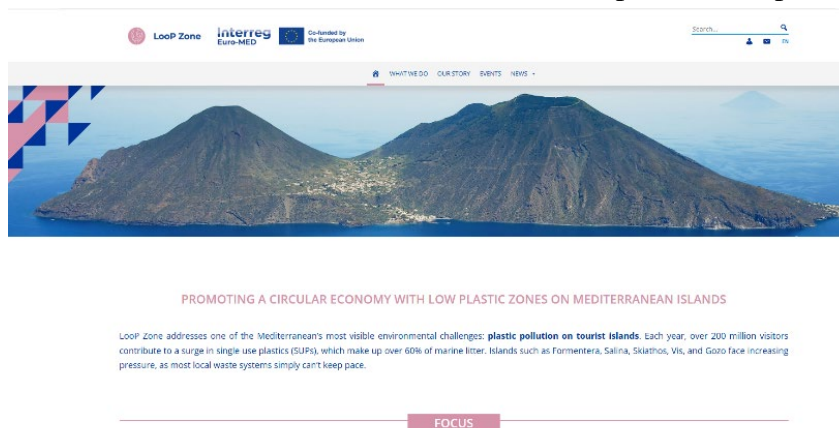 LooP Zone
Interreg
Euro-MED
Co-funded by
the European Union
Search...
EN
WHAT WE DO OUR STORY EVENTS NEWS
PROMOTING A CIRCULAR ECONOMY WITH LOW PLASTIC ZONES ON MEDITERRANEAN ISLANDS
LooP Zone addresses one of the Mediterranean's most visible environmental challenges: plastic pollution on tourist islands. Each year, over 200 million visitors
contribute to a surge in single use plastics (SUPs), which make up over 60% of marine litter. Islands such as Formentera, Salina, Skiathos, Vis, and Gozo face increasing
pressure, as most local waste systems simply can't keep pace.
FOCUS